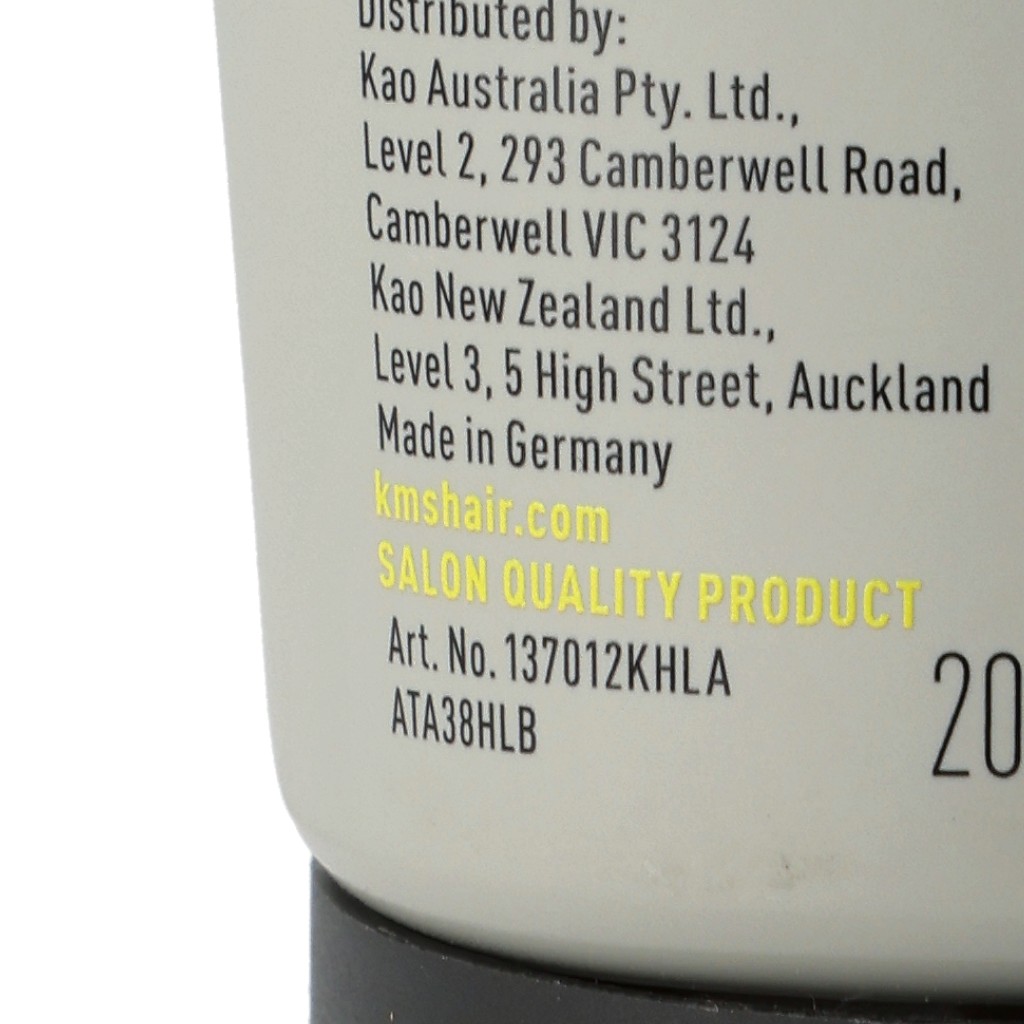 Distributed by:
Kao Australia Pty. Ltd.,
Level 2, 293 Camberwell Road,
Camberwell VIC 3124
Kao New Zealand Ltd.,
Level 3, 5 High Street, Auckland
Made in Germany
kmshair.com
SALON QUALITY PRODUCT
Art. No. 137012KHLA
ATA38HLB
20